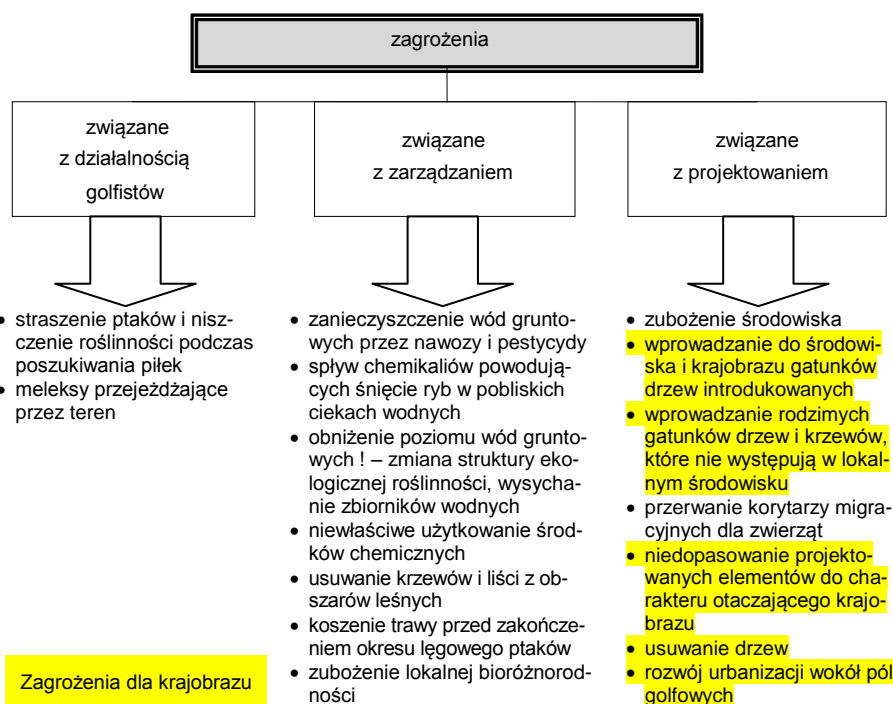 zagrożenia
związane
z działalnością
golfistów
związane
z zarządzaniem
związane
z projektowaniem
• straszenie ptaków i nisz-
czenie roślinności podczas
poszukiwania piłek
• meleksy przejeżdżające
przez teren
• zanieczyszczenie wód grunto-
wych przez nawozy i pestycydy
• spływ chemikaliów powodują-
cych śnięcie ryb w pobliskich
ciekach wodnych
• obniżenie poziomu wód grunto-
wych ! – zmiana struktury eko-
logicznej roślinności, wysycha-
nie zbiorników wodnych
• niewłaściwe użytkowanie środ-
ków chemicznych
• usuwanie krzewów i liści z ob-
szarów leśnych
• koszenie trawy przed zakończe-
niem okresu lęgowego ptaków
• zubożenie lokalnej bioróżnorod-
ności
• zubożenie środowiska
• wprowadzanie do środowi-
ska i krajobrazu gatunków
drzew introdukowanych
• wprowadzanie rodzimych
gatunków drzew i krzewów,
które nie występują w lokal-
nym środowisku
• przerwanie korytarzy migra-
cyjnych dla zwierząt
• niedopasowanie projekto-
wanych elementów do cha-
rakteru otaczającego krajo-
brazu
• usuwanie drzew
• rozwój urbanizacji wokół pól
golfowych
Zagrożenia dla krajobrazu